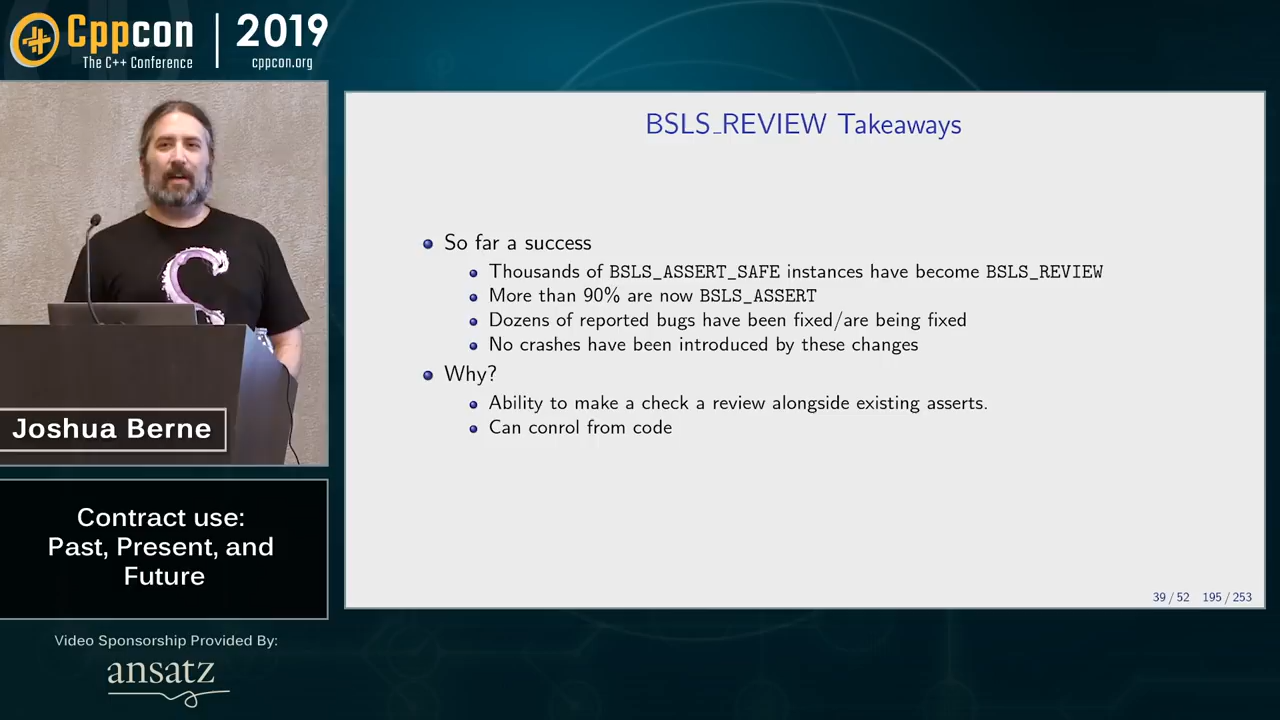 Cppcon | 2019
The C++ Conference
cppcon.org
BSLS_REVIEW Takeaways
So far a success
Thousands of BSLS_ASSERT_SAFE instances have become BSLS_REVIEW
More than 90% are now BSLS_ASSERT
Dozens of reported bugs have been fixed/are being fixed
No crashes have been introduced by these changes
Why?
Ability to make a check a review alongside existing asserts.
Can conrol from code
39 / 52 195 / 253
Joshua Berne
Contract use:
Past, Present, and
Future
Video Sponsorship Provided By:
ansatz